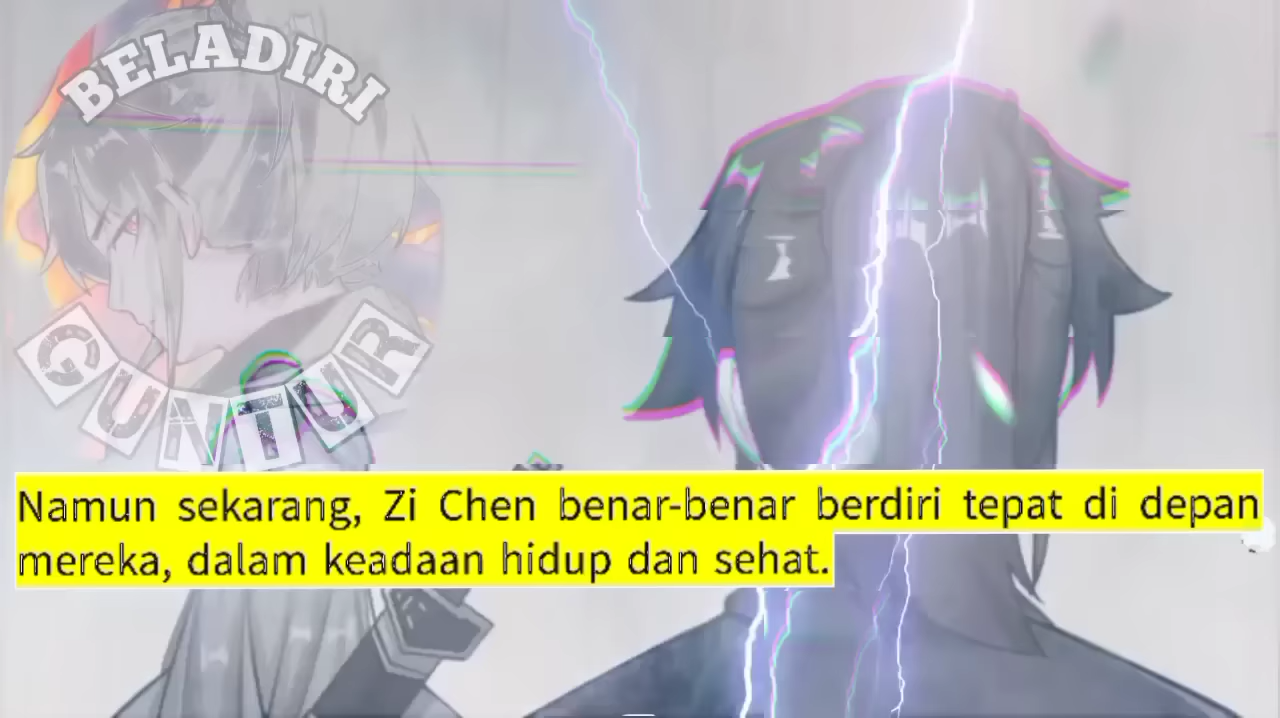 BELADIRI
GUNTUR
Namun sekarang, Zi Chen benar-benar berdiri tepat di depan
mereka, dalam keadaan hidup dan sehat.